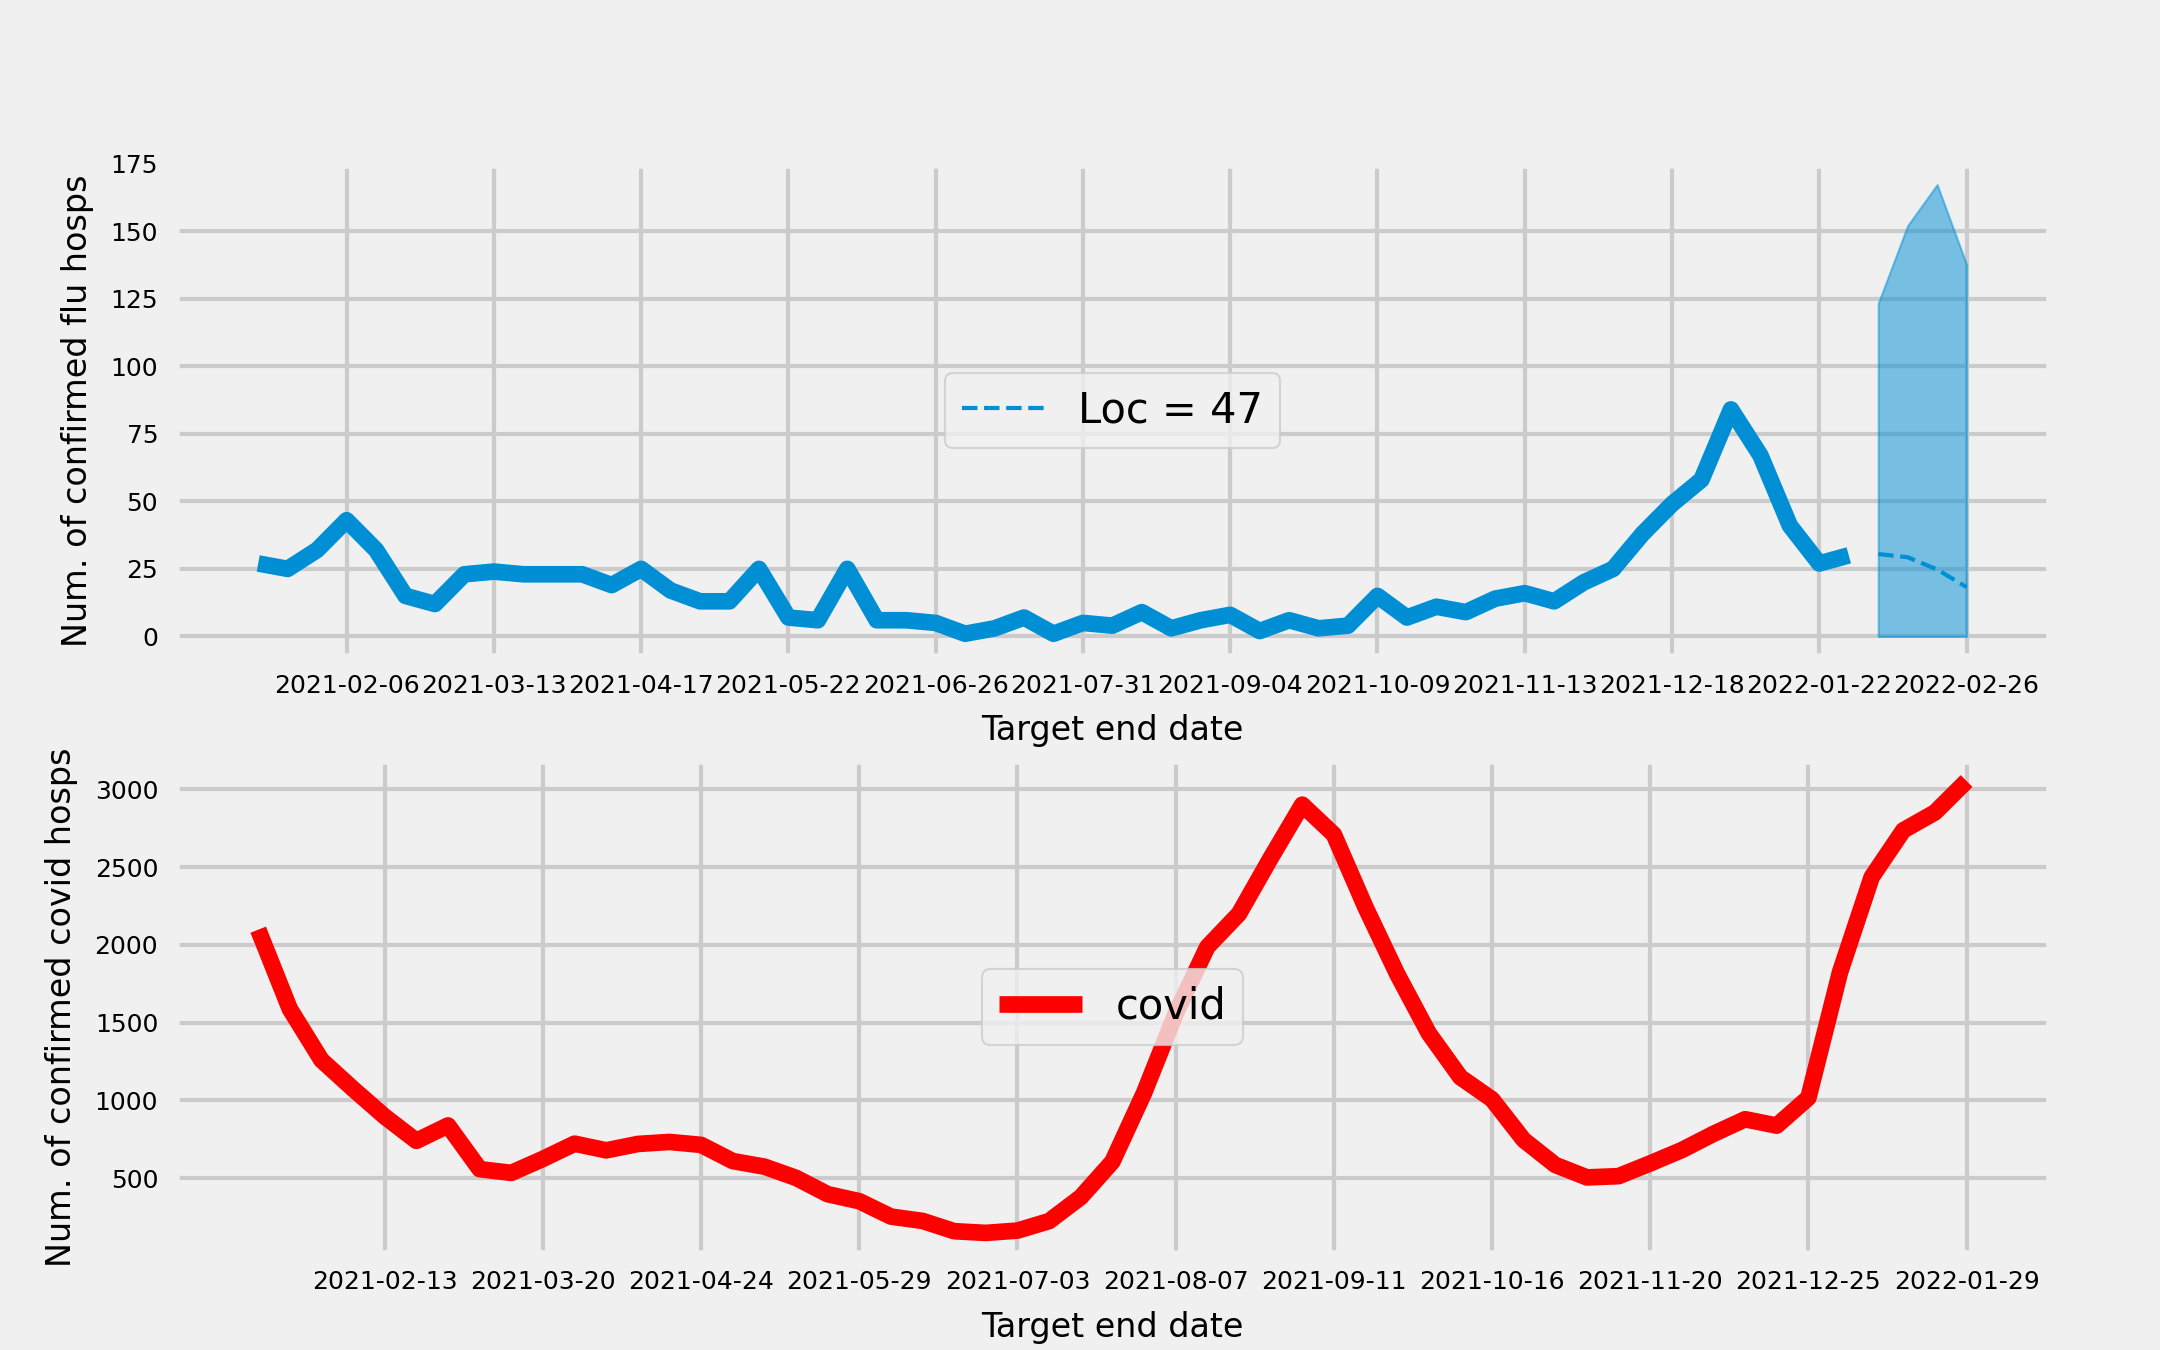 Num. of confirmed flu hosps
175
150
125
100
75
50
25
0
Loc = 47
2021-02-06 2021-03-13 2021-04-17 2021-05-22 2021-06-26 2021-07-31 2021-09-04 2021-10-09 2021-11-13 2021-12-18 2022-01-22 2022-02-26
Target end date
Num. of confirmed covid hosps
3000
2500
2000
1500
1000
500
covid
2021-02-13 2021-03-20 2021-04-24 2021-05-29 2021-07-03 2021-08-07 2021-09-11 2021-10-16 2021-11-20 2021-12-25 2022-01-29
Target end date